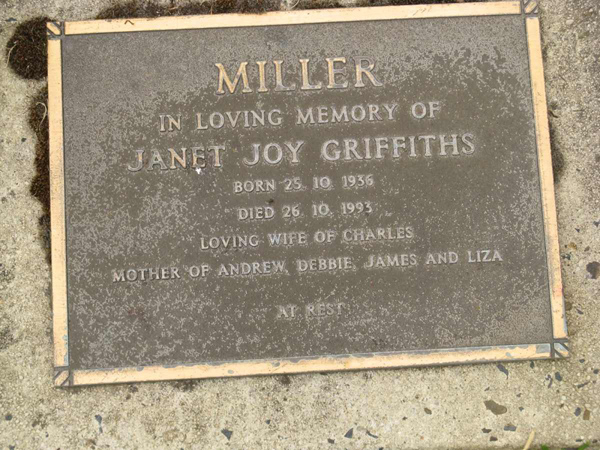 MILLER
IN LOVING MEMORY OF
JANET JOY GRIFFITHS
BORN 25. 10. 1936
DIED 26. 10. 1993
LOVING WIFE OF CHARLES
MOTHER OF ANDREW, DEBBIE, JAMES AND LIZA
AT REST